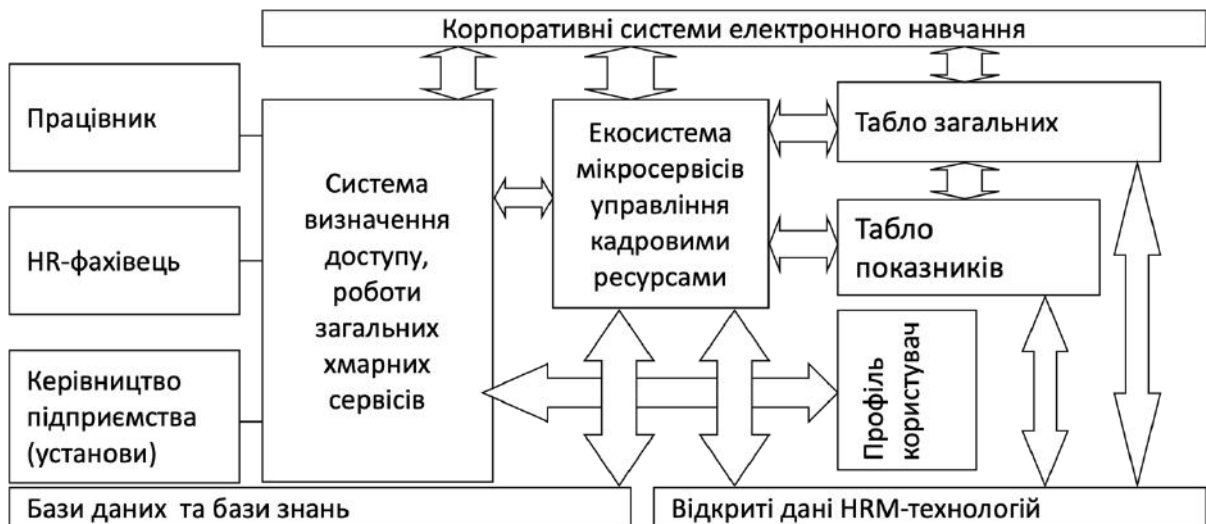 Корпоративні системи електронного навчання
Працівник
HR-фахівець
Керівництво
підприємства
(установи)
Система
визначення
доступу,
роботи
загальних
хмарних
сервісів
Екосистема
мікросервісів
управління
кадровими
ресурсами
Табло загальних
Табло
показників
Профіль
користувач
Бази даних та бази знань
Відкриті дані HRM-технологій